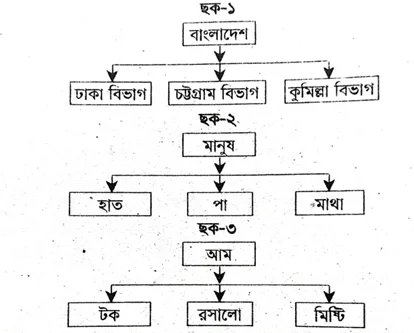 ছক-১
বাংলাদেশ
ঢাকা বিভাগ চট্টগ্রাম বিভাগ কুমিল্লা বিভাগ
ছক-২
মানুষ
হাত পা মাথা
ছক-৩
আম
টক রসালো মিষ্টি